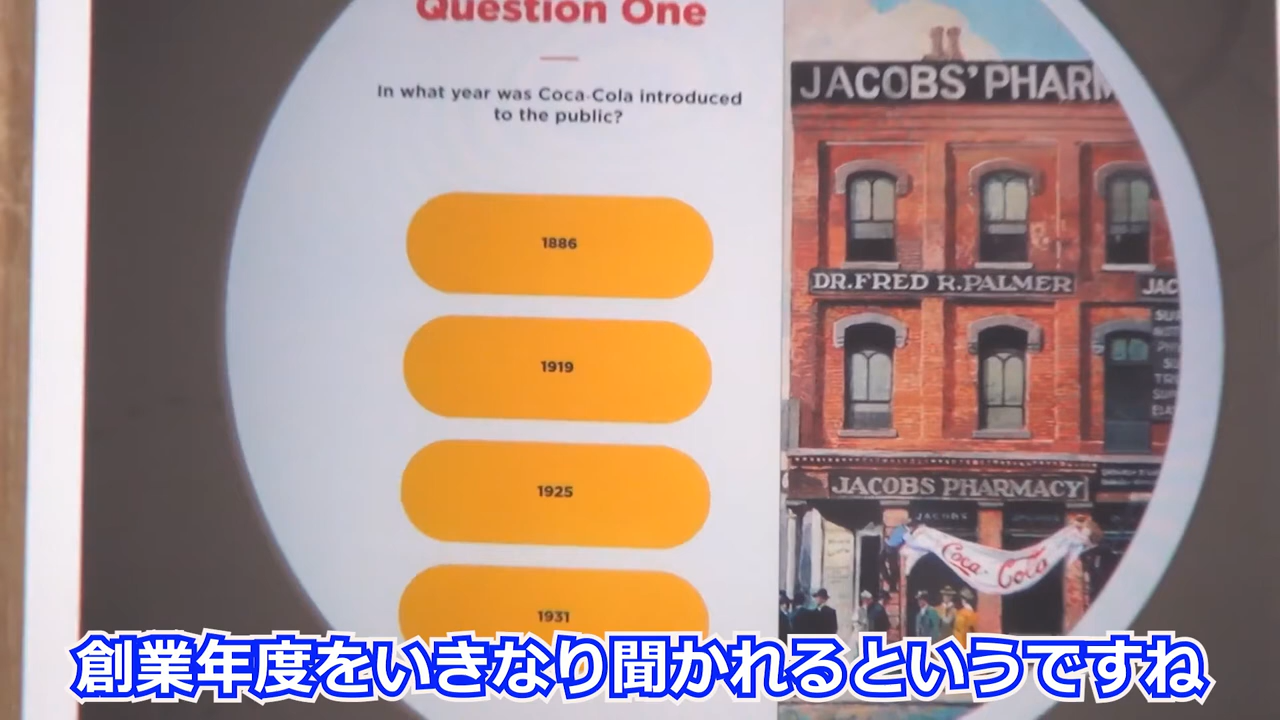 Question One
In what year was Coca-Cola introduced
to the public?
1886
1919
1925
1931
JACOBS' PHARM
DR. FRED R. PALMER
JAC
JACOBS PHARMACY
JACOBS
Coca-Cola
創業年度をいきなり聞かれるというですね